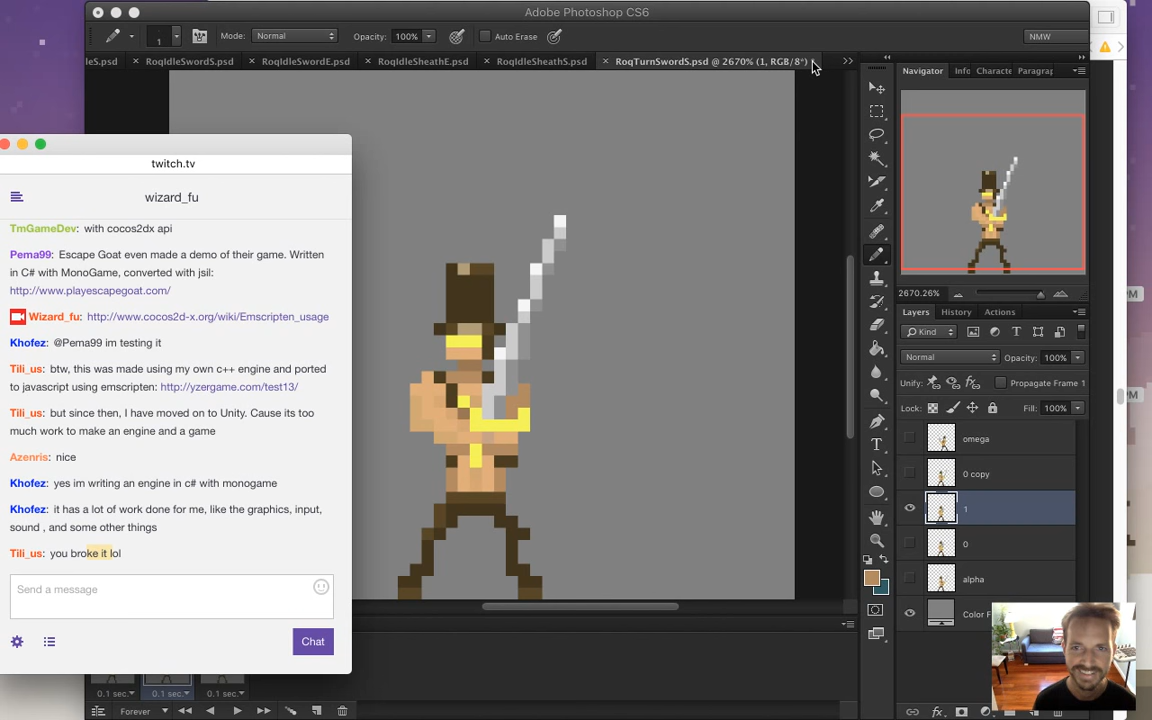 Adobe Photoshop CS6
1
Mode: Normal
Opacity: 100%
Auto Erase
NMW
leS.psd
RoqIdleSwordS.psd
RoqIdleSwordE.psd
RoqIdleSheathE.psd
RoqIdleSheathS.psd
RoqTurnSwordS.psd @ 2670% (1, RGB/8*)
Navigator
Info
Characte
Paragrap
2670.26%
Layers
History
Actions
Kind
Normal
Opacity: 100%
Unify:
Propagate Frame 1
Lock:
Fill: 100%
omega
0 copy
1
0
alpha
Color F
PM
PM
twitch.tv
wizard_fu
TmGameDev: with cocos2dx api
Pema99: Escape Goat even made a demo of their game. Written
in C# with MonoGame, converted with jsil:
http://www.playescapegoat.com/
Wizard_fu: http://www.cocos2d-x.org/wiki/Emscripten_usage
Khofez: @Pema99 im testing it
Tili_us: btw, this was made using my own c++ engine and ported
to javascript using emscripten: http://yzergame.com/test13/
Tili_us: but since then, I have moved on to Unity. Cause its too
much work to make an engine and a game
Azenris: nice
Khofez: yes im writing an engine in c# with monogame
Khofez: it has a lot of work done for me, like the graphics, input,
sound , and some other things
Tili_us: you broke it lol
Send a message
Chat
0.1 sec.
0.1 sec.
0.1 sec.
Forever